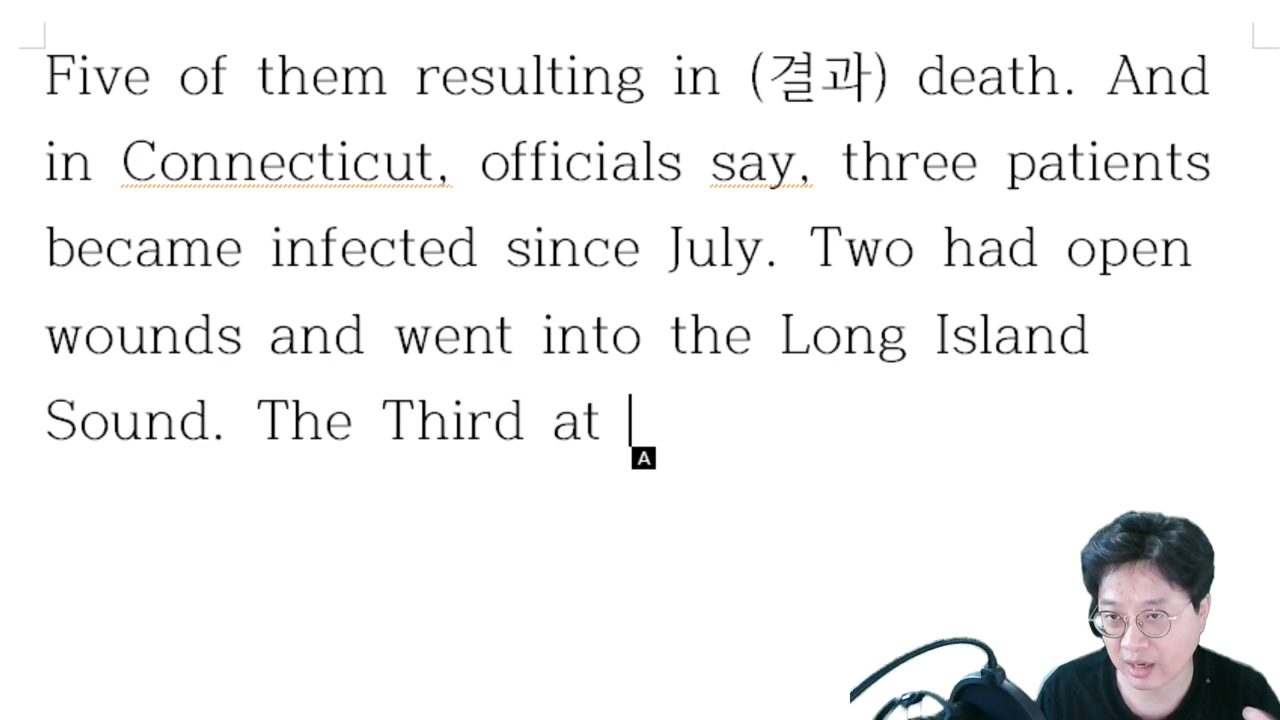 Five of them resulting in (결과) death. And
in Connecticut, officials say, three patients
became infected since July. Two had open
wounds and went into the Long Island
Sound. The Third at
A